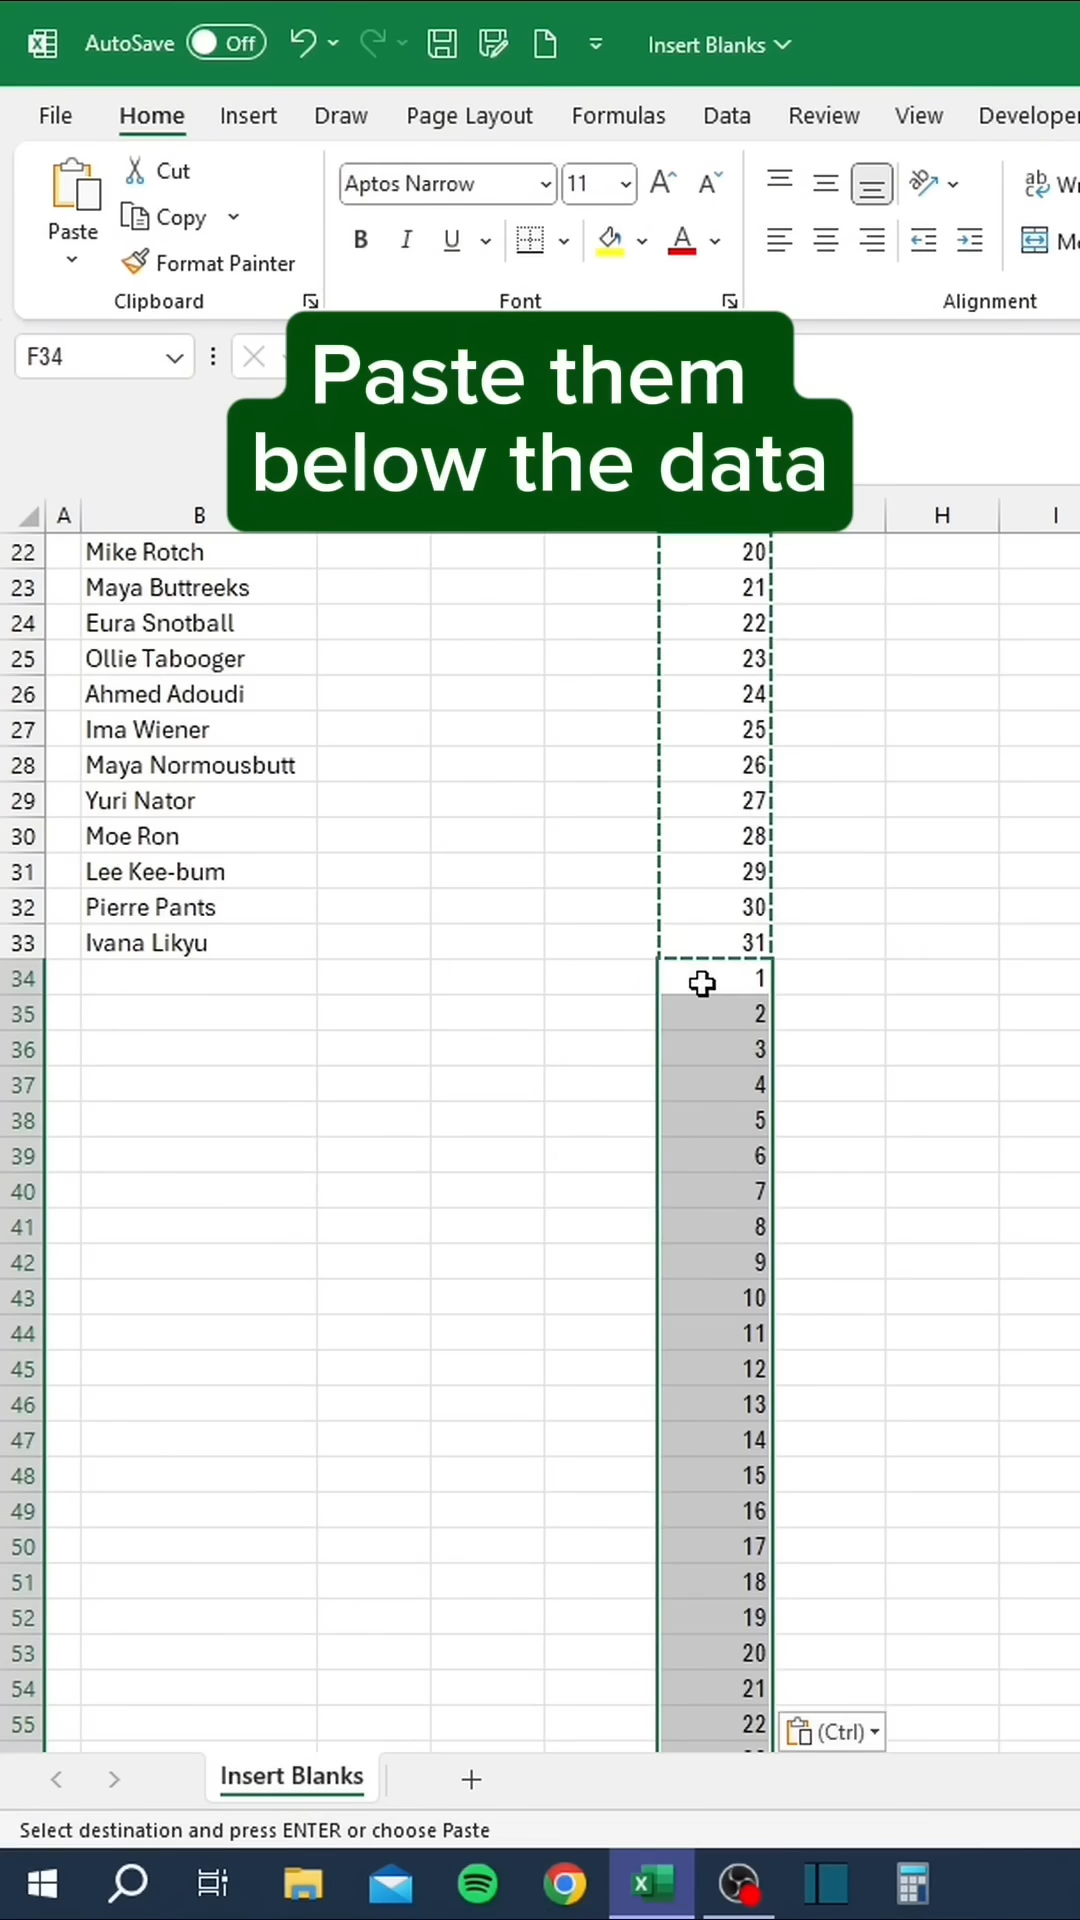 AutoSave Off Insert Blanks
File Home Insert Draw Page Layout Formulas Data Review View Developer
Paste
Cut
Copy
Format Painter
Clipboard
Aptos Narrow 11
B I U A
Font
ab
Alignment
F34
Paste them
below the data
A B H I
22 Mike Rotch 20
23 Maya Buttreeks 21
24 Eura Snotball 22
25 Ollie Tabooger 23
26 Ahmed Adoudi 24
27 Ima Wiener 25
28 Maya Normousbutt 26
29 Yuri Nator 27
30 Moe Ron 28
31 Lee Kee-bum 29
32 Pierre Pants 30
33 Ivana Likyu 31
34 1
35 2
36 3
37 4
38 5
39 6
40 7
41 8
42 9
43 10
44 11
45 12
46 13
47 14
48 15
49 16
50 17
51 18
52 19
53 20
54 21
55 22
(Ctrl)
Insert Blanks
Select destination and press ENTER or choose Paste